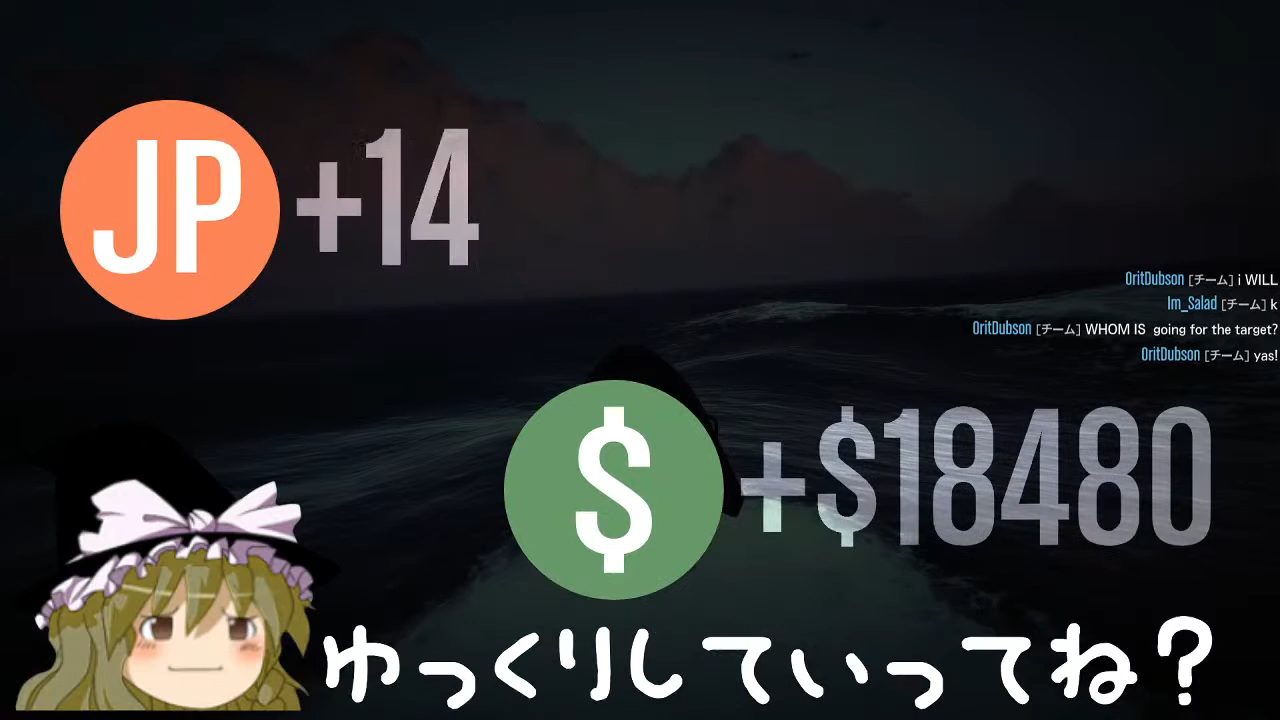 JP +14
OritDubson [チーム] i WILL
Im_Salad [チーム] k
OritDubson [チーム] WHOM IS going for the target?
OritDubson [チーム] yas!
$ +$18480
ゆっくりしていってね？